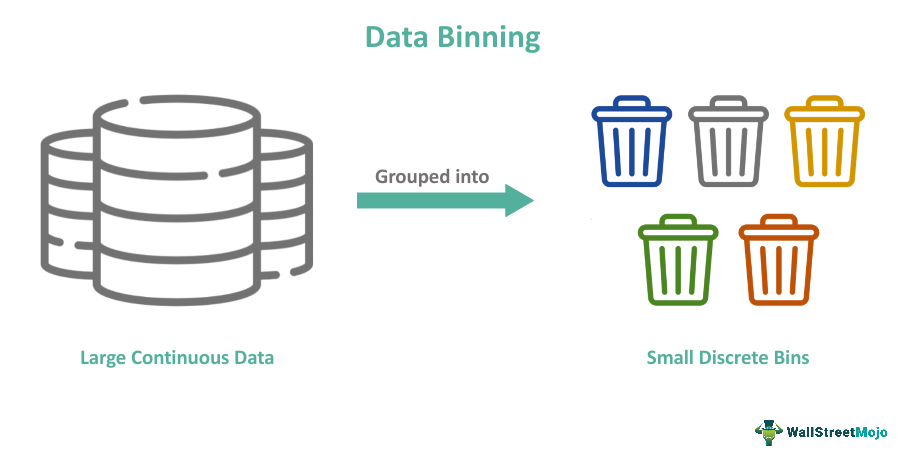 Data Binning
Grouped into
Large Continuous Data
Small Discrete Bins
WallStreetMojo